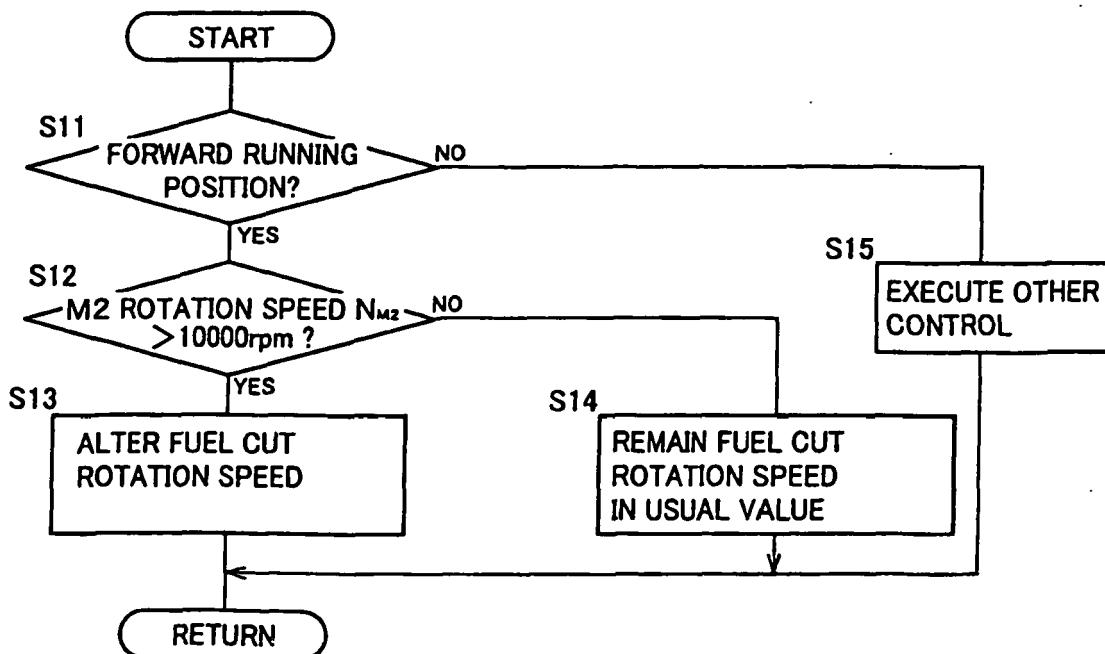 START
S11
FORWARD RUNNING
POSITION?
NO
YES
S12
M2 ROTATION SPEED NM2
>10000rpm ?
NO
YES
S15
EXECUTE OTHER
CONTROL
S13
ALTER FUEL CUT
ROTATION SPEED
S14
REMAIN FUEL CUT
ROTATION SPEED
IN USUAL VALUE
RETURN